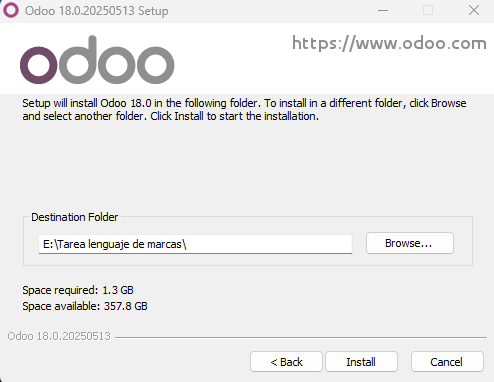 Odoo 18.0.20250513 Setup
odoo
https://www.odoo.com
Setup will install Odoo 18.0 in the following folder. To install in a different folder, click Browse
and select another folder. Click Install to start the installation.
Destination Folder
E:\Tarea lenguaje de marcas\
Browse...
Space required: 1.3 GB
Space available: 357.8 GB
Odoo 18.0.20250513
< Back
Install
Cancel